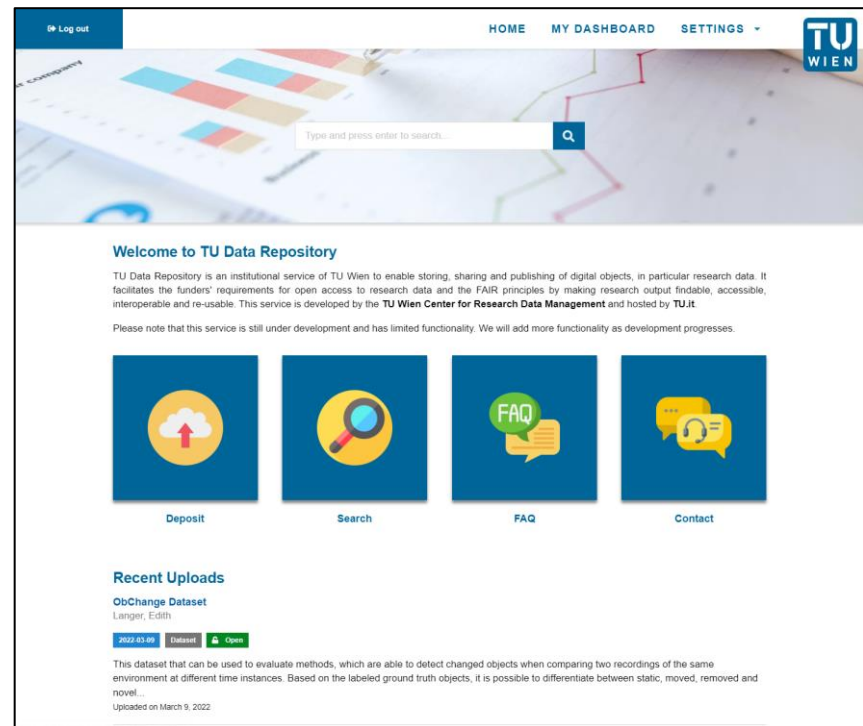 Log out
HOME MY DASHBOARD SETTINGS
TU
WIEN
company
Type and press enter to search...
Welcome to TU Data Repository
TU Data Repository is an institutional service of TU Wien to enable storing, sharing and publishing of digital objects, in particular research data. It
facilitates the funders' requirements for open access to research data and the FAIR principles by making research output findable, accessible,
interoperable and re-usable. This service is developed by the TU Wien Center for Research Data Management and hosted by TU.it.
Please note that this service is still under development and has limited functionality. We will add more functionality as development progresses.
FAQ
Deposit Search FAQ Contact
Recent Uploads
ObChange Dataset
Langer, Edith
2022-03-09 Dataset Open
This dataset that can be used to evaluate methods, which are able to detect changed objects when comparing two recordings of the same
environment at different time instances. Based on the labeled ground truth objects, it is possible to differentiate between static, moved, removed and
novel...
Uploaded on March 9, 2022